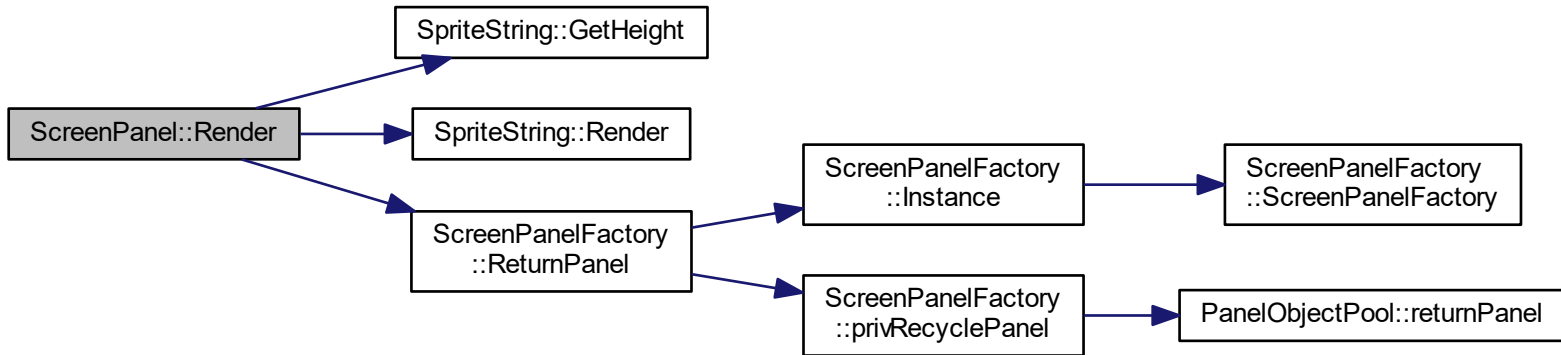 SpriteString::GetHeight
ScreenPanel::Render
SpriteString::Render
ScreenPanelFactory
::Instance
ScreenPanelFactory
::ScreenPanelFactory
ScreenPanelFactory
::ReturnPanel
ScreenPanelFactory
::privRecyclePanel
PanelObjectPool::returnPanel